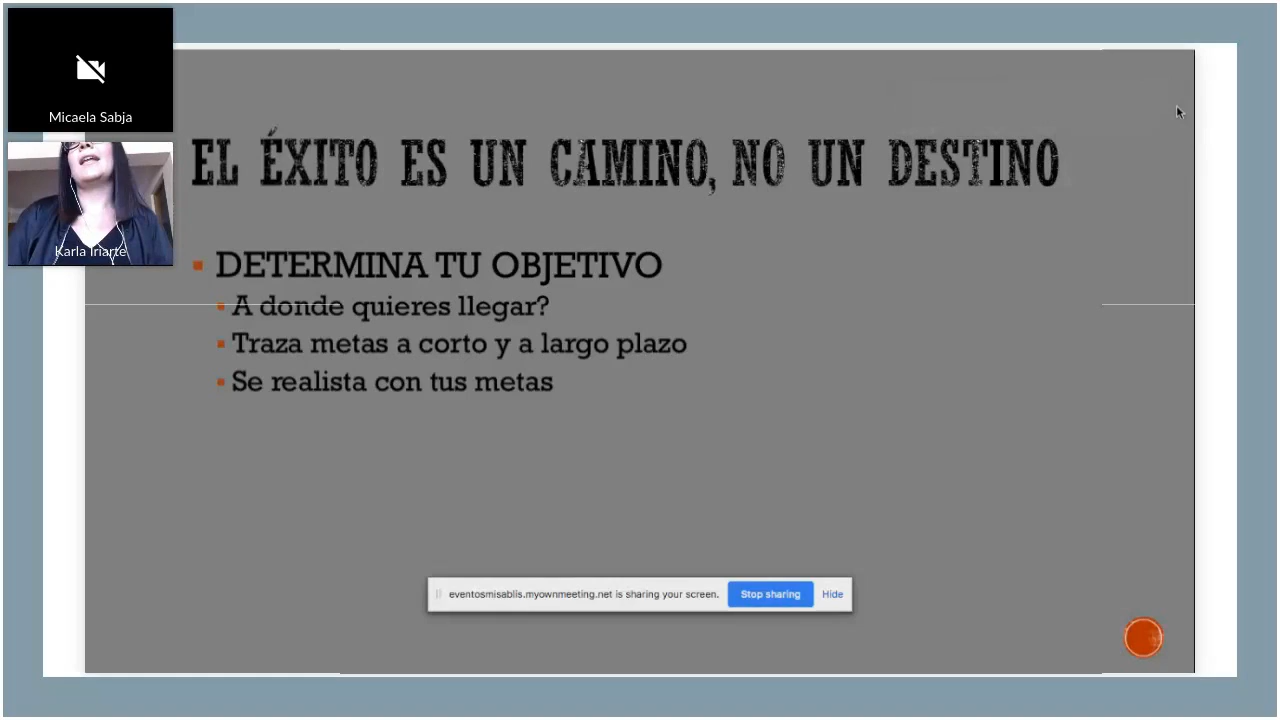 Micaela Sabja
Karla Iriarte
EL ÉXITO ES UN CAMINO, NO UN DESTINO
DETERMINA TU OBJETIVO
A donde quieres llegar?
Traza metas a corto y a largo plazo
Se realista con tus metas
eventosmisablis.myownmeeting.net is sharing your screen. Stop sharing Hide